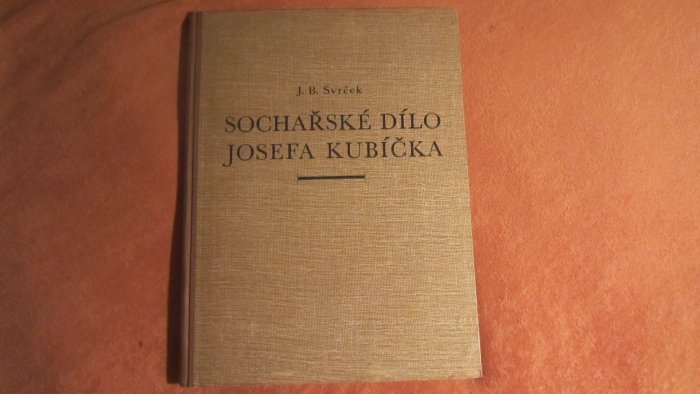 J. B. Svrček
SOCHAŘSKÉ DÍLO
JOSEFA KUBÍČKA